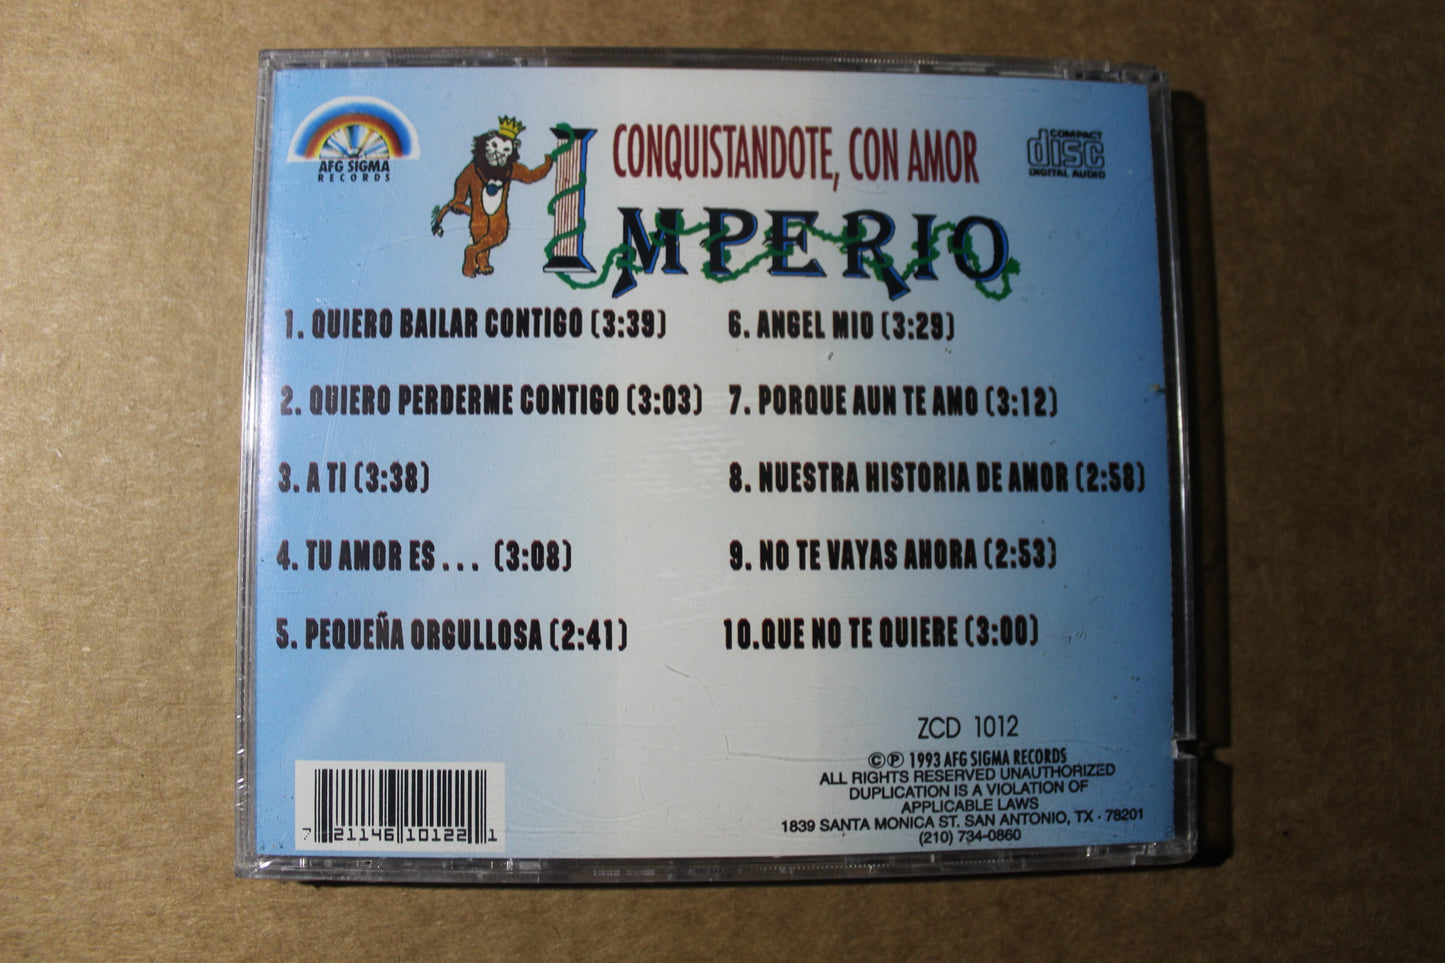 AFG SIGMA
RECORDS
CONQUISTANDOTE, CON AMOR
IMPERIO
COMPACT
disc
DIGITAL AUDIO
1. QUIERO BAILAR CONTIGO (3:39)
2. QUIERO PERDERME CONTIGO (3:03)
3. A TI (3:38)
4. TU AMOR ES... (3:08)
5. PEQUEÑA ORGULLOSA (2:41)
6. ANGEL MIO (3:29)
7. PORQUE AUN TE AMO (3:12)
8. NUESTRA HISTORIA DE AMOR (2:58)
9. NO TE VAYAS AHORA (2:53)
10.QUE NO TE QUIERE (3:00)
ZCD 1012
©℗ 1993 AFG SIGMA RECORDS
ALL RIGHTS RESERVED UNAUTHORIZED
DUPLICATION IS A VIOLATION OF
APPLICABLE LAWS
1839 SANTA MONICA ST. SAN ANTONIO, TX · 78201
(210) 734-0860
7 21146 10122 1